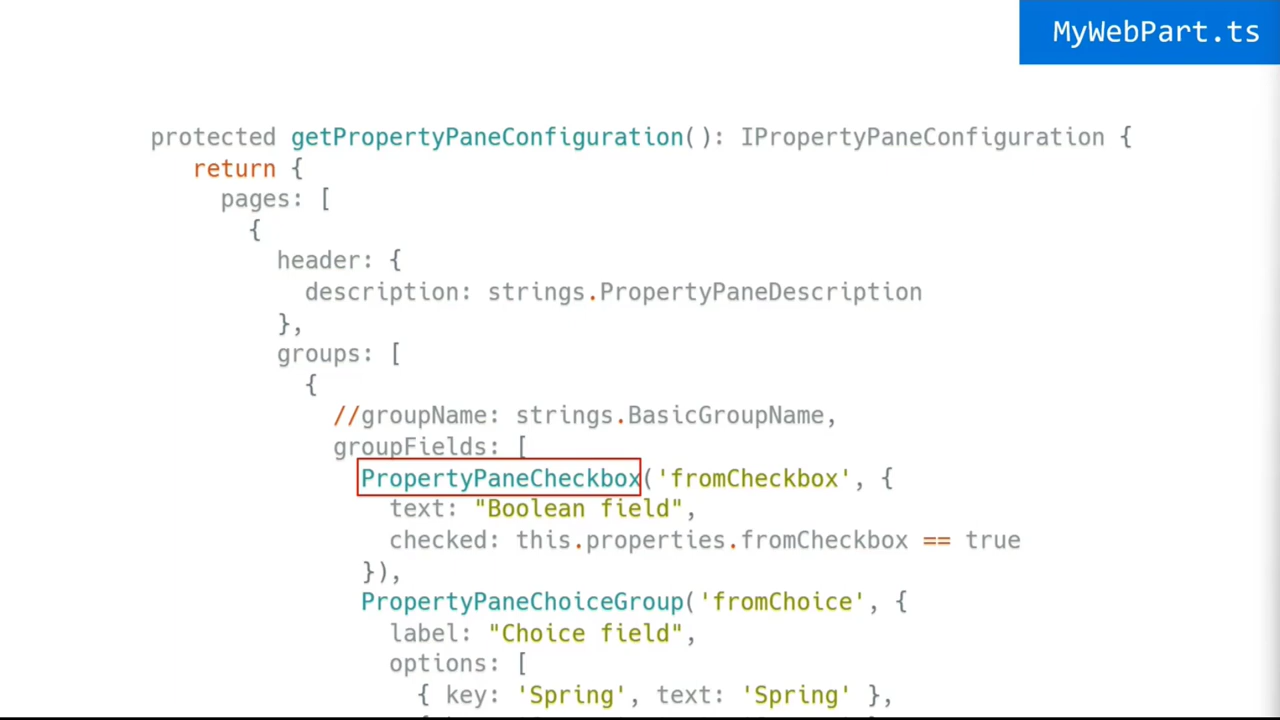 MyWebPart.ts
protected getPropertyPaneConfiguration(): IPropertyPaneConfiguration {
return {
pages: [
{
header: {
description: strings.PropertyPaneDescription
},
groups: [
{
//groupName: strings.BasicGroupName,
groupFields: [
PropertyPaneCheckbox('fromCheckbox', {
text: "Boolean field",
checked: this.properties.fromCheckbox == true
}),
PropertyPaneChoiceGroup('fromChoice', {
label: "Choice field",
options: [
{ key: 'Spring', text: 'Spring' },